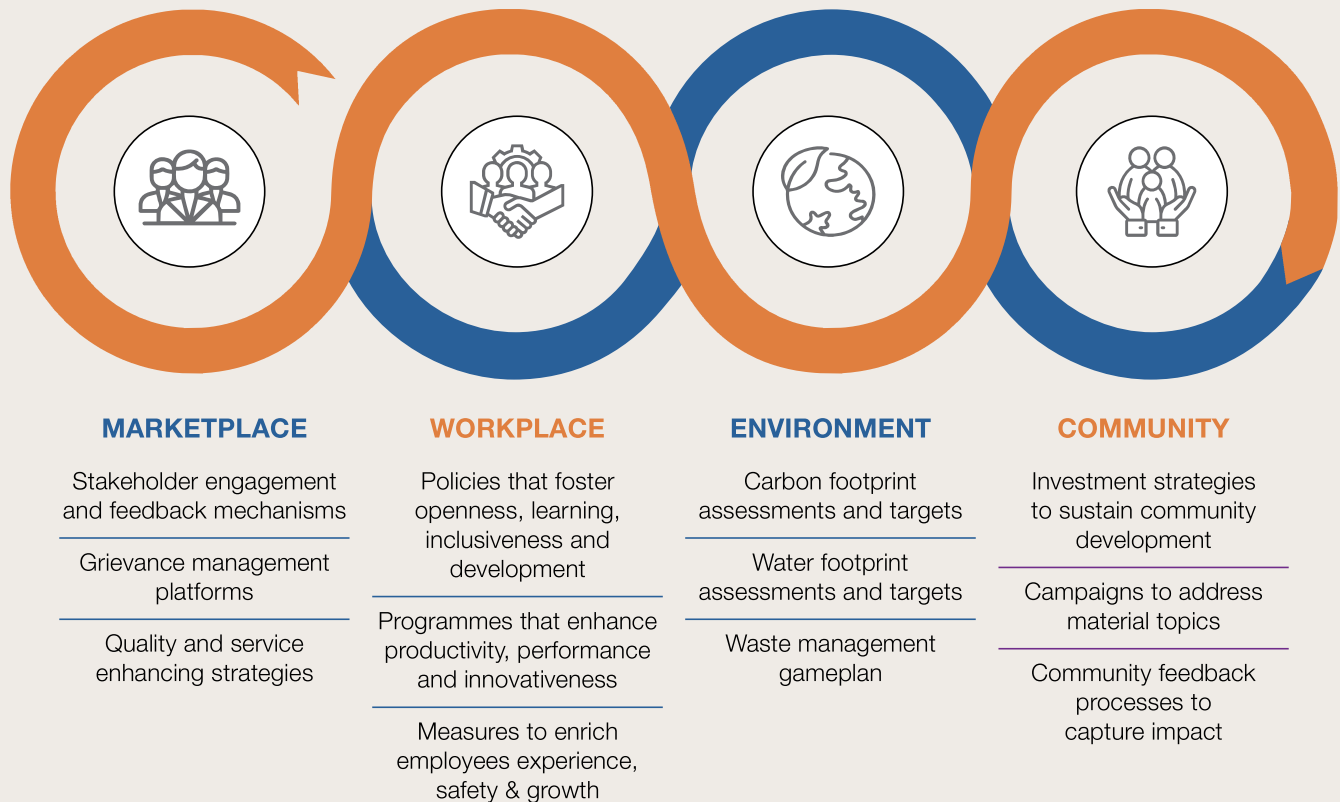 MARKETPLACE
Stakeholder engagement
and feedback mechanisms
Grievance management
platforms
Quality and service
enhancing strategies
WORKPLACE
Policies that foster
openness, learning,
inclusiveness and
development
Programmes that enhance
productivity, performance
and innovativeness
Measures to enrich
employees experience,
safety & growth
ENVIRONMENT
Carbon footprint
assessments and targets
Water footprint
assessments and targets
Waste management
gameplan
COMMUNITY
Investment strategies
to sustain community
development
Campaigns to address
material topics
Community feedback
processes to
capture impact